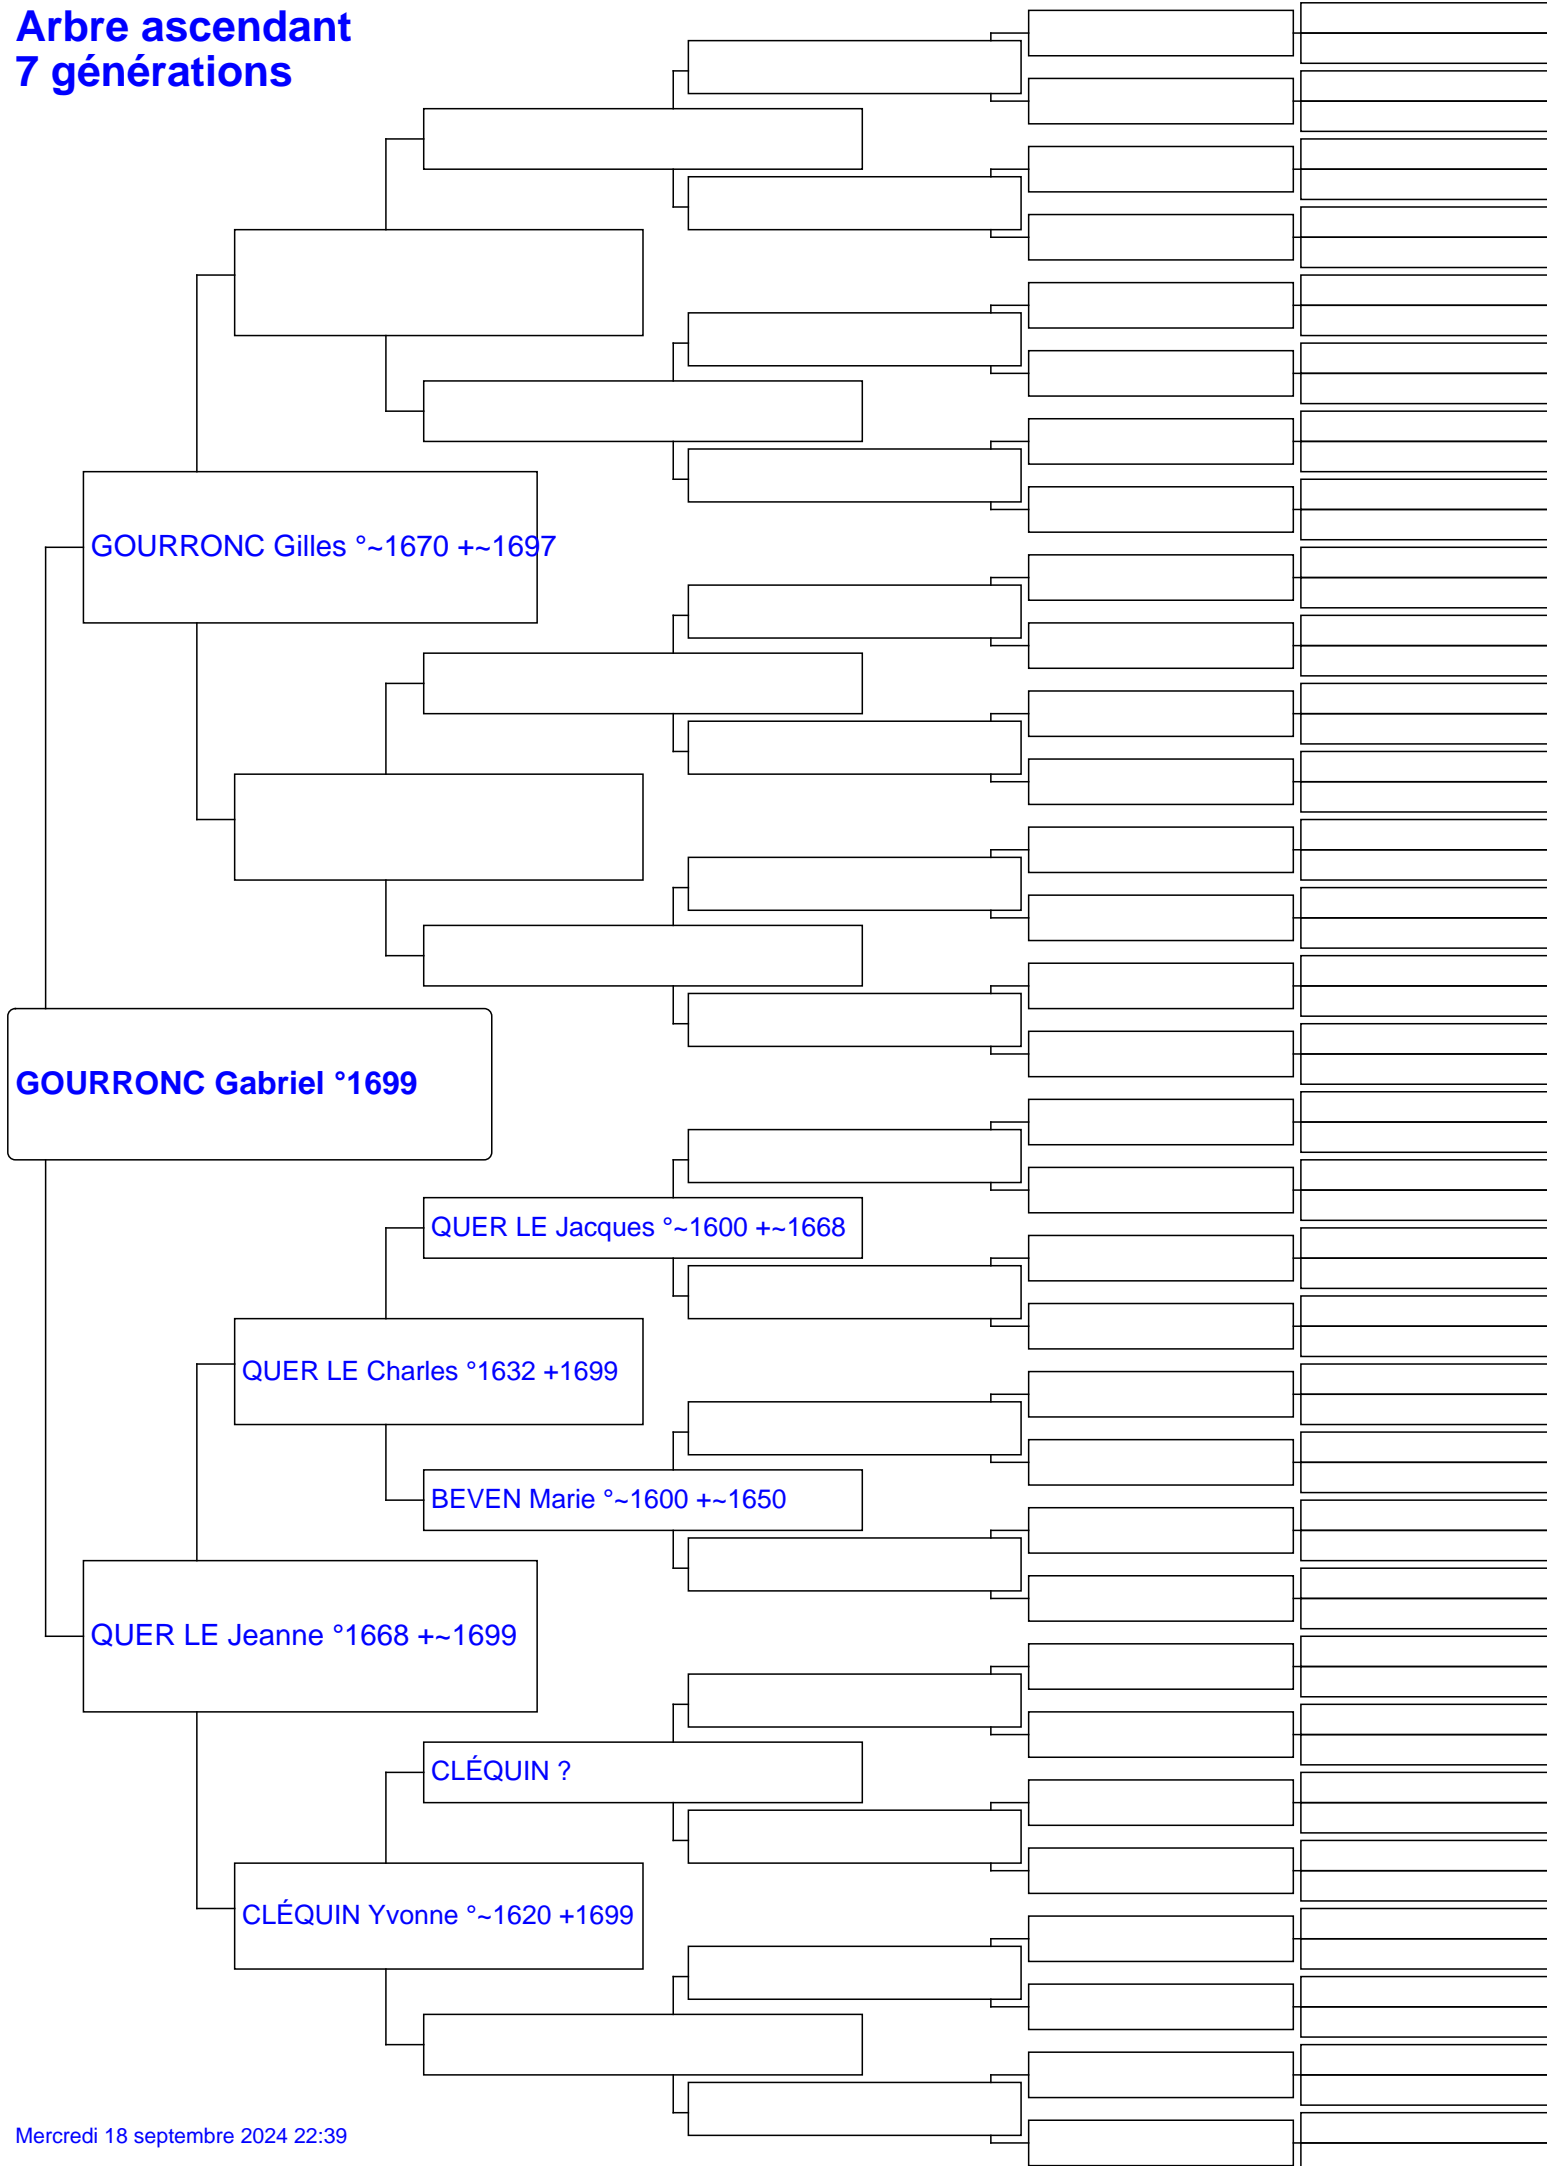 Arbre ascendant
7 générations
GOURRONC Gilles °~1670 +~1697
GOURRONC Gabriel °1699
QUER LE Jacques °~1600 +~1668
QUER LE Charles °1632 +1699
BEVEN Marie °~1600 +~1650
QUER LE Jeanne °1668 +~1699
CLÉQUIN ?
CLÉQUIN Yvonne °~1620 +1699
Mercredi 18 septembre 2024 22:39